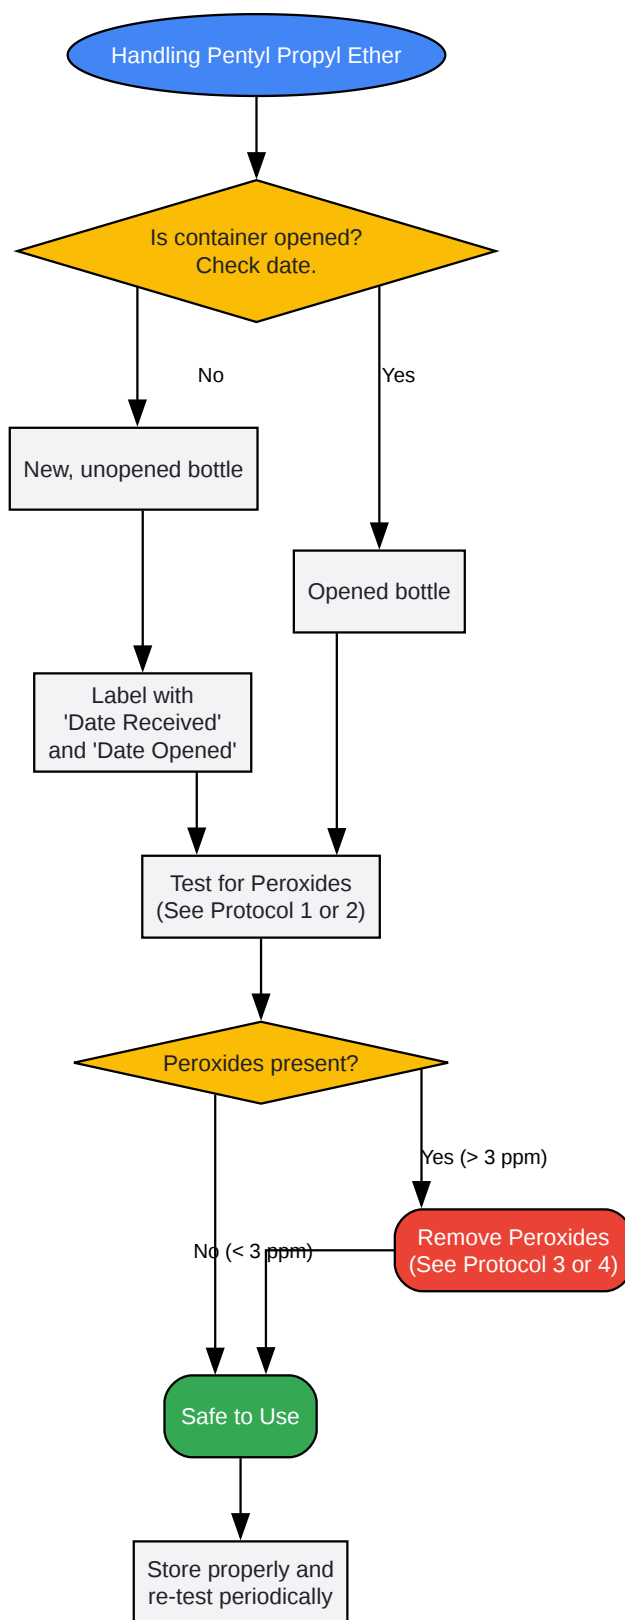 Handling Pentyl Propyl Ether
Is container opened?
Check date.
No
Yes
New, unopened bottle
Opened bottle
Label with
'Date Received'
and 'Date Opened'
Test for Peroxides
(See Protocol 1 or 2)
Peroxides present?
Yes (> 3 ppm)
Remove Peroxides
(See Protocol 3 or 4)
No (< 3 ppm)
Safe to Use
Store properly and
re-test periodically